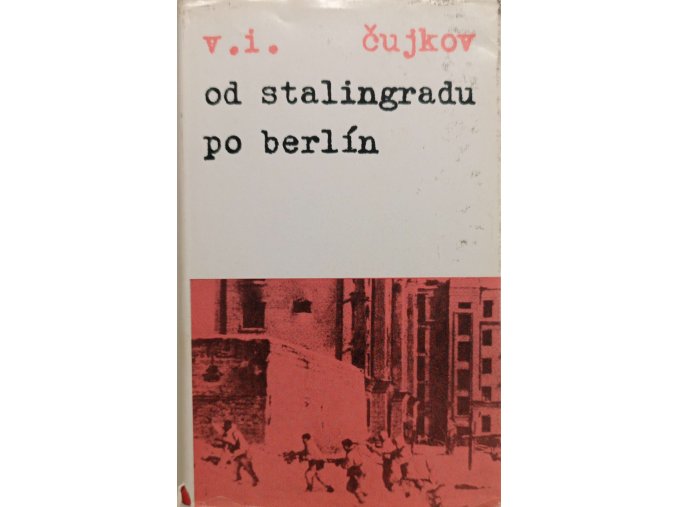 v.i. čujkov
od stalingradu
po berlín